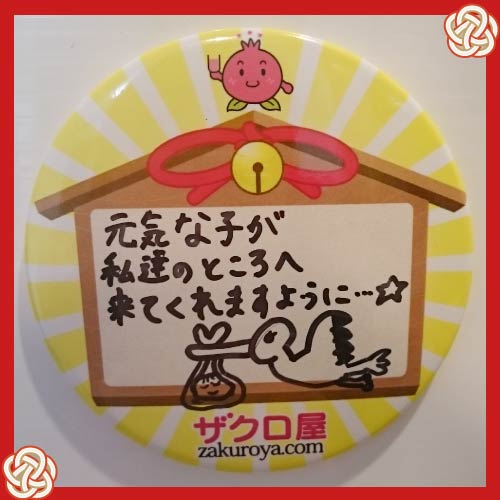 元気な子が
私達のところへ
来てくれますように…☆
ザクロ屋
zakuroya.com